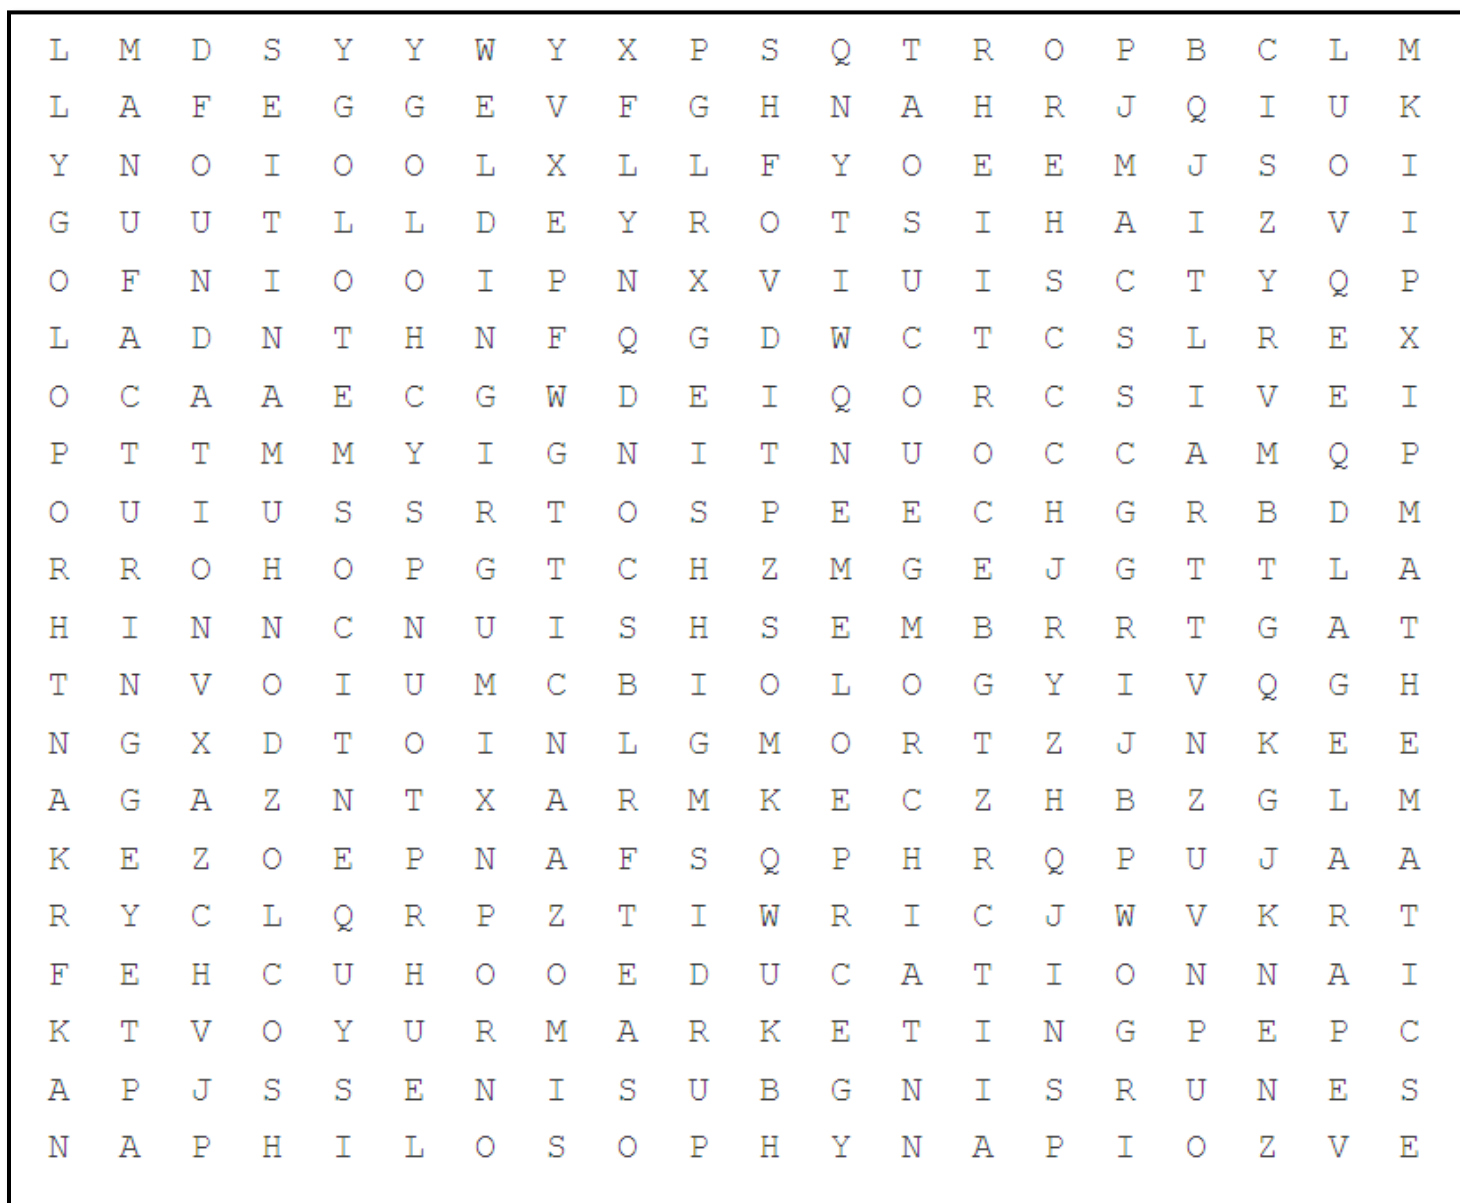 L M D S Y Y W Y X P S Q T R O P B C L M
L A F E G G E V F G H N A H R J Q I U K
Y N O I O O L X L L F Y O E E M J S O I
G U U T L L D E Y R O T S I H A I Z V I
O F N I O O I P N X V I U I S C T Y Q P
L A D N T H N F Q G D W C T C S L R E X
O C A A E C G W D E I Q O R C S I V E I
P T T M M Y I G N I T N U O C C A M Q P
O U I U S S R T O S P E E C H G R B D M
R R O H O P G T C H Z M G E J G T T L A
H I N N C N U I S H S E M B R R T G A T
T N V O I U M C B I O L O G Y I V Q G H
N G X D T O I N L G M O R T Z J N K E E
A G A Z N T X A R M K E C Z H B Z G L M
K E Z O E P N A F S Q P H R Q P U J A A
R Y C L Q R P Z T I W R I C J W V K R T
F E H C U H O O E D U C A T I O N N A I
K T V O Y U R M A R K E T I N G P E P C
A P J S S E N I S U B G N I S R U N E S
N A P H I L O S O P H Y N A P I O Z V E